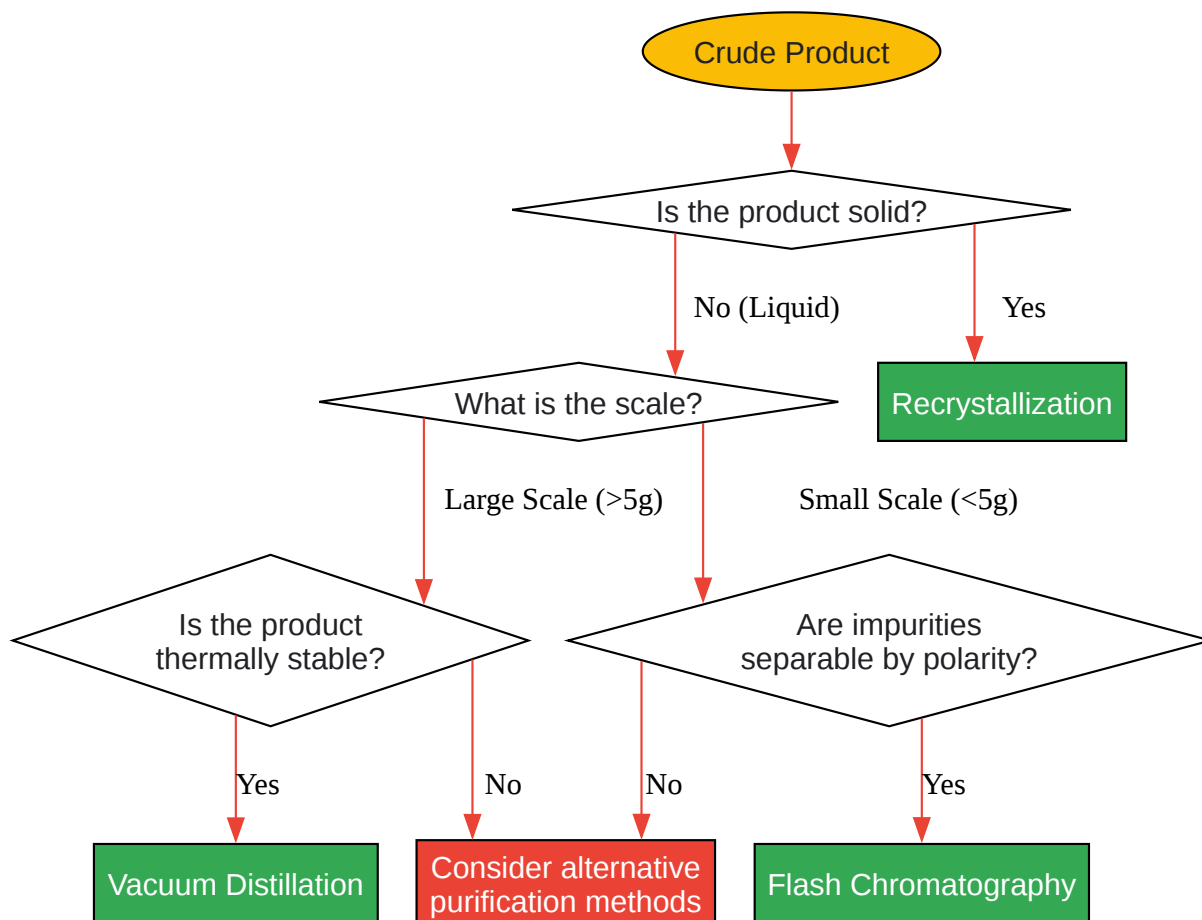 Crude Product
Is the product solid?
No (Liquid)
Yes
What is the scale?
Recrystallization
Large Scale (>5g)
Small Scale (<5g)
Is the product
thermally stable?
Are impurities
separable by polarity?
Yes
No
No
Yes
Vacuum Distillation
Consider alternative
purification methods
Flash Chromatography